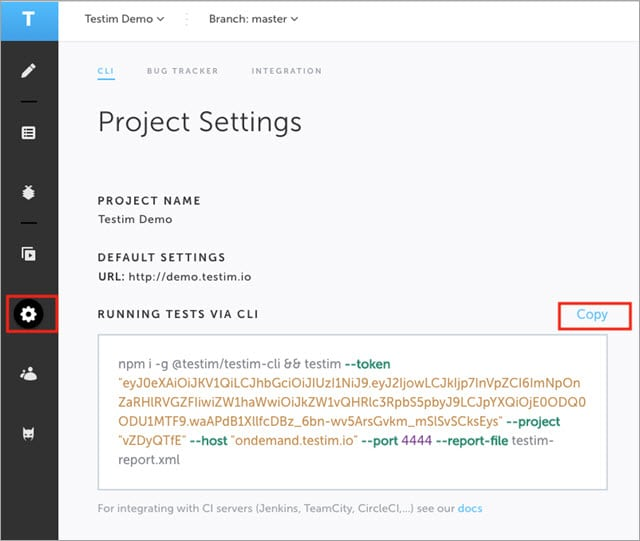 T Testim Demo Branch: master
CLI BUG TRACKER INTEGRATION
Project Settings
PROJECT NAME
Testim Demo
DEFAULT SETTINGS
URL: http://demo.testim.io
RUNNING TESTS VIA CLI Copy
npm i -g @testim/testim-cli && testim --token
"eyJ0eXAiOiJKV1QiLCJhbGciOiJIUzI1NiJ9.eyJ2IjowLCJkIjp7InVpZCI6ImNpOn
ZaRHlRVGZFIiwiZW1haWwiOiJkZW1vQHRlc3RpbS5pbyJ9LCJpYXQiOjE0ODQ0
ODU1MTF9.waAPdB1XllfcDBz_6bn-wv5ArsGvkm_mSlSvSCksEys" --project
"vZDyQTfE" --host "ondemand.testim.io" --port 4444 --report-file testim-
report.xml
For integrating with CI servers (Jenkins, TeamCity, CircleCI,...) see our docs